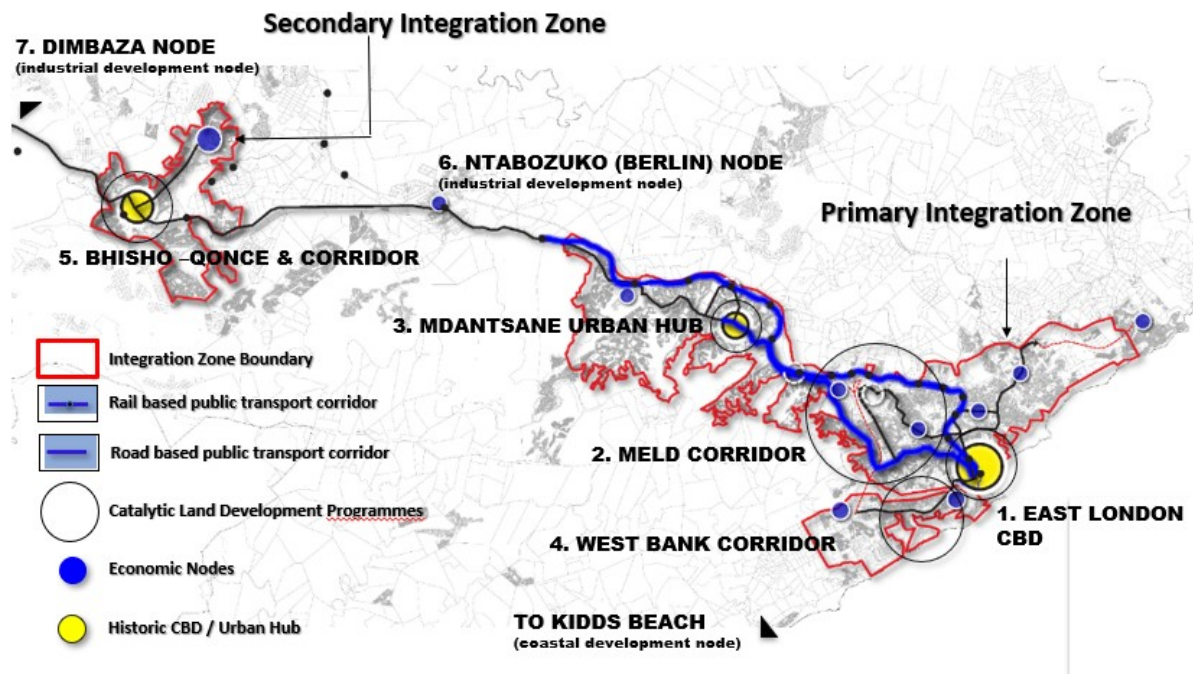 Secondary Integration Zone
7. DIMBAZA NODE
(industrial development node)
6. NTABOZUKO (BERLIN) NODE
(industrial development node)
Primary Integration Zone
5. BHISHO –QONCE & CORRIDOR
3. MDANTSANE URBAN HUB
Integration Zone Boundary
Rail based public transport corridor
Road based public transport corridor
2. MELD CORRIDOR
Catalytic Land Development Programmes
1. EAST LONDON
CBD
4. WEST BANK CORRIDOR
Economic Nodes
TO KIDDS BEACH
(coastal development node)
Historic CBD / Urban Hub